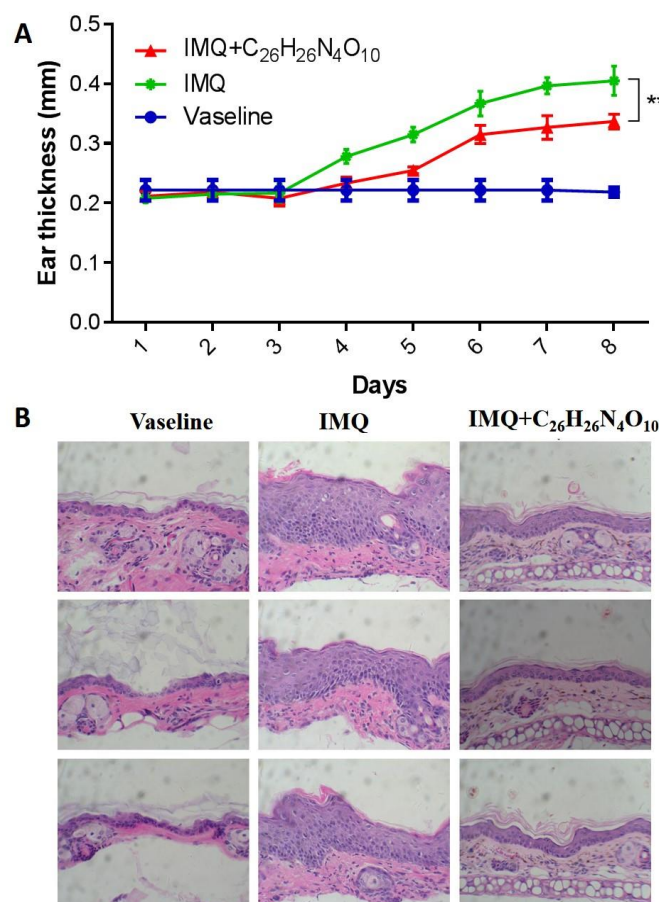 A
IMQ+C₂₆H₂₆N₄O₁₀
IMQ
Vaseline
Ear thickness (mm)
0.5
0.4
0.3
0.2
0.1
0.0
**
1 2 3 4 5 6 7 8
Days
B
Vaseline IMQ IMQ+C₂₆H₂₆N₄O₁₀